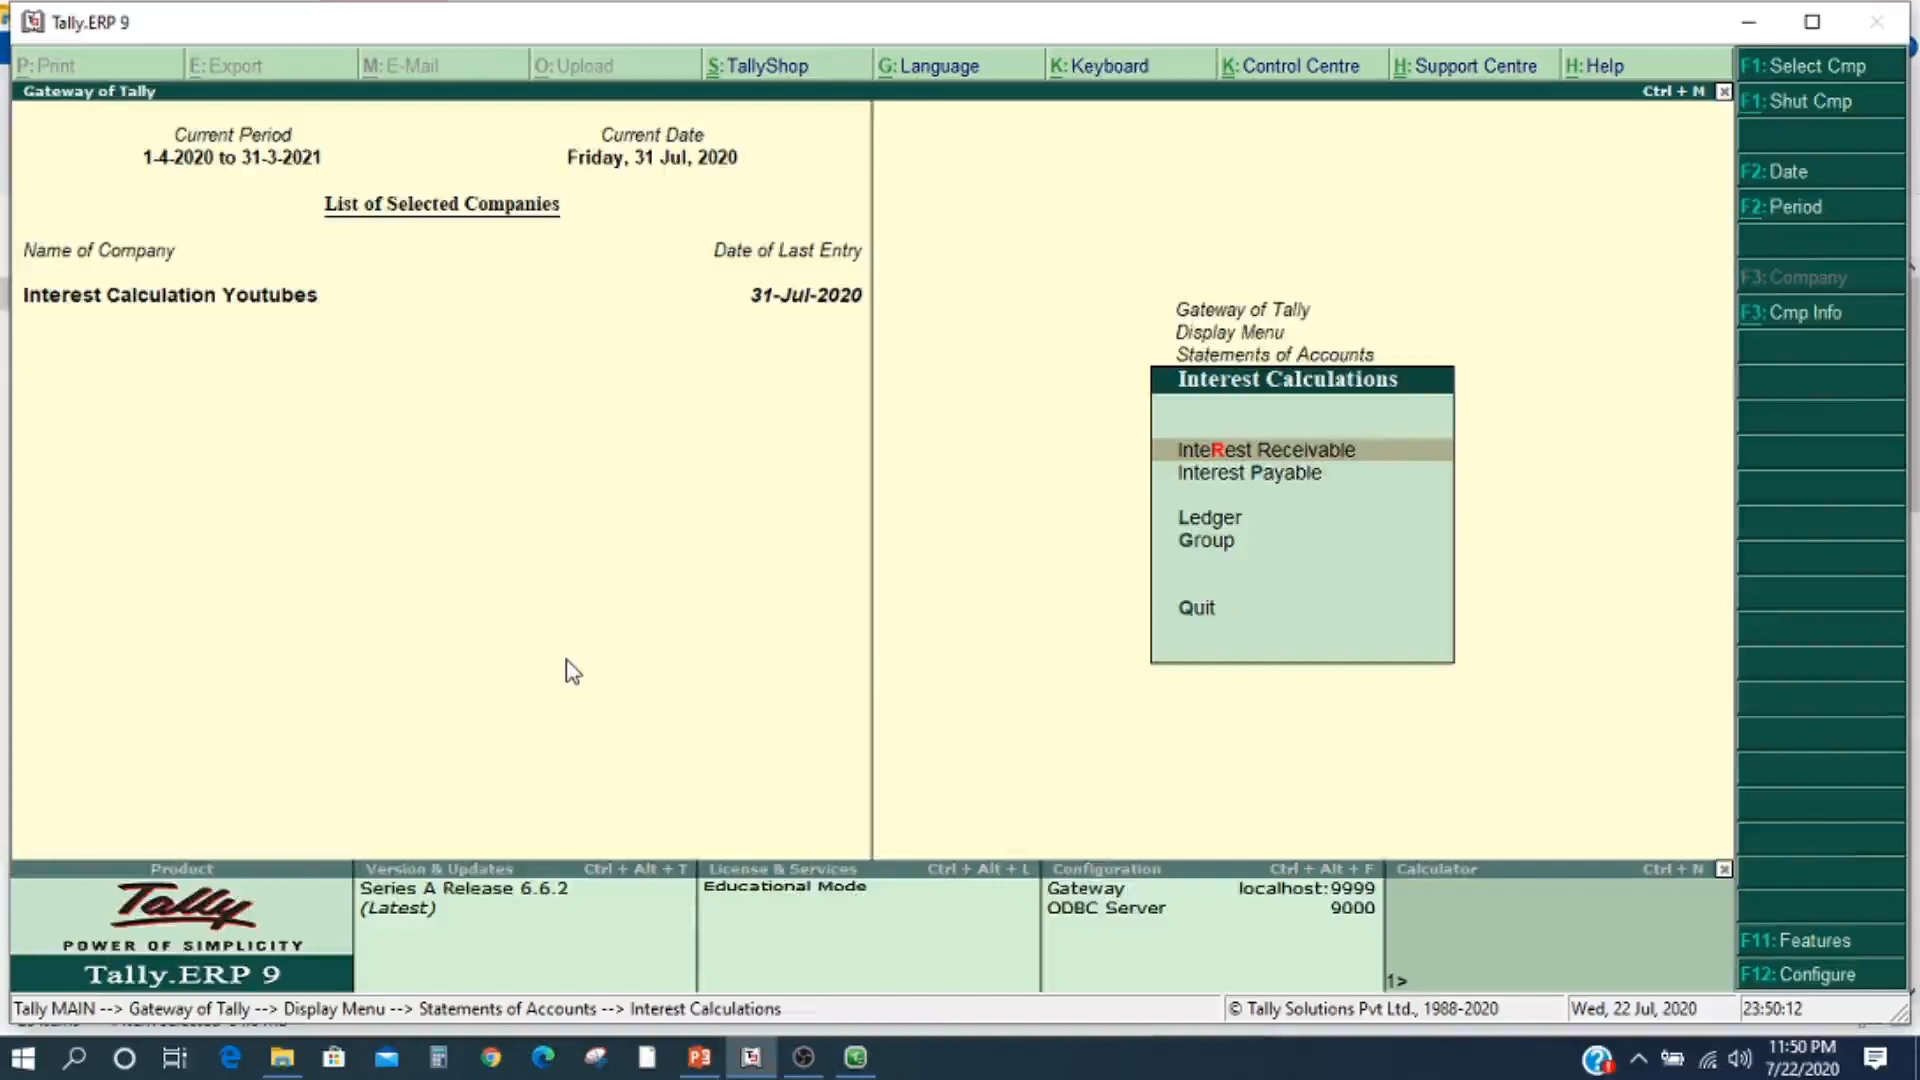 Tally.ERP 9
P: Print E: Export M: E-Mail O: Upload S: TallyShop G: Language K: Keyboard K: Control Centre H: Support Centre H: Help
Gateway of Tally Ctrl + M
Current Period Current Date
1-4-2020 to 31-3-2021 Friday, 31 Jul, 2020
List of Selected Companies
Name of Company Date of Last Entry
Interest Calculation Youtubes 31-Jul-2020
Gateway of Tally
Display Menu
Statements of Accounts
Interest Calculations
InteRest Receivable
Interest Payable
Ledger
Group
Quit
F1: Select Cmp
F1: Shut Cmp
F2: Date
F2: Period
F3: Company
F3: Cmp Info
F11: Features
F12: Configure
Product
Tally
POWER OF SIMPLICITY
Tally.ERP 9
Version & Updates Ctrl + Alt + T
Series A Release 6.6.2
(Latest)
License & Services Ctrl + Alt + L
Educational Mode
Configuration Ctrl + Alt + F
Gateway localhost:9999
ODBC Server 9000
Calculator Ctrl + N
1>
Tally MAIN --> Gateway of Tally --> Display Menu --> Statements of Accounts --> Interest Calculations
© Tally Solutions Pvt Ltd., 1988-2020 Wed, 22 Jul, 2020 23:50:12
11:50 PM
7/22/2020